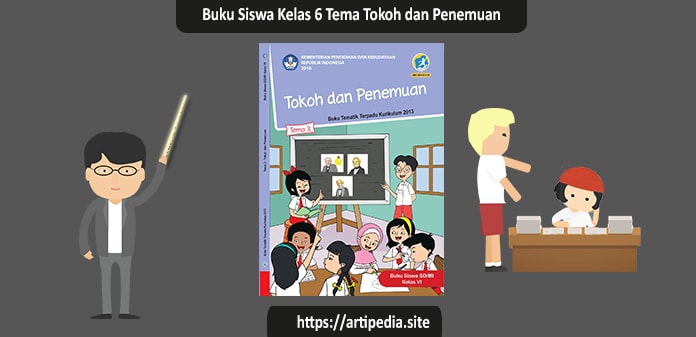 Buku Siswa Kelas 6 Tema Tokoh dan Penemuan
KEMENTERIAN PENDIDIKAN DAN KEBUDAYAAN
REPUBLIK INDONESIA
2018
Tokoh dan Penemuan
Buku Tematik Terpadu Kurikulum 2013
Tema 3
Buku Siswa SD/MI
Kelas VI
https://artipedia.site